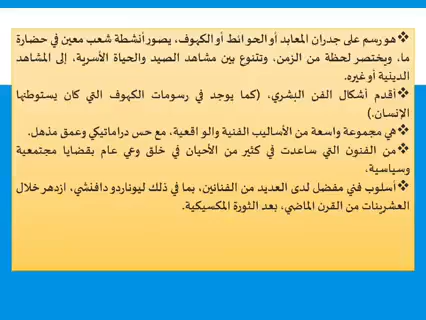 ❖هو رسم على جدران المعابد أو الحوائط أو الكهوف، يصور أنشطة شعب معين في حضارة
ما، ويختصر لحظة من الزمن، وتتنوع بين مشاهد الصيد والحياة الأسرية، إلى المشاهد
الدينية أو غيره.
❖أقدم أشكال الفن البشري، (كما يوجد في رسومات الكهوف التي كان يستوطنها
الإنسان.)
❖هي مجموعة واسعة من الأساليب الفنية والواقعية، مع حس دراماتيكي وعمق مذهل.
❖من الفنون التي ساعدت في كثير من الأحيان في خلق وعي عام بقضايا مجتمعية
وسياسية،
❖أسلوب فني مفضل لدى العديد من الفنانين، بما في ذلك ليوناردو دافنشي، ازدهر خلال
العشرينات من القرن الماضي، بعد الثورة المكسيكية.